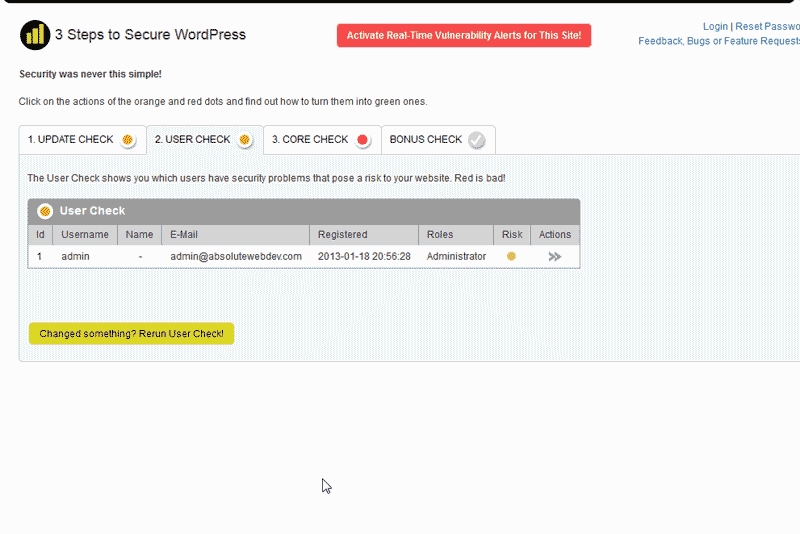 3 Steps to Secure WordPress
Activate Real-Time Vulnerability Alerts for This Site!
Login | Reset Passwo
Feedback, Bugs or Feature Requests
Security was never this simple!
Click on the actions of the orange and red dots and find out how to turn them into green ones.
1. UPDATE CHECK 2. USER CHECK 3. CORE CHECK BONUS CHECK
The User Check shows you which users have security problems that pose a risk to your website. Red is bad!
User Check
Id Username Name E-Mail Registered Roles Risk Actions
1 admin - admin@absolutewebdev.com 2013-01-18 20:56:28 Administrator
Changed something? Rerun User Check!